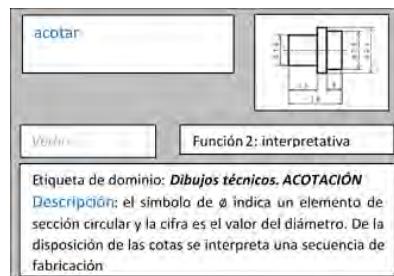 acotar
Verbo
Función 2: interpretativa
Etiqueta de dominio: Dibujos técnicos. ACOTACIÓN
Descripción: el símbolo de ø indica un elemento de
sección circular y la cifra es el valor del diámetro. De la
disposición de las cotas se interpreta una secuencia de
fabricación